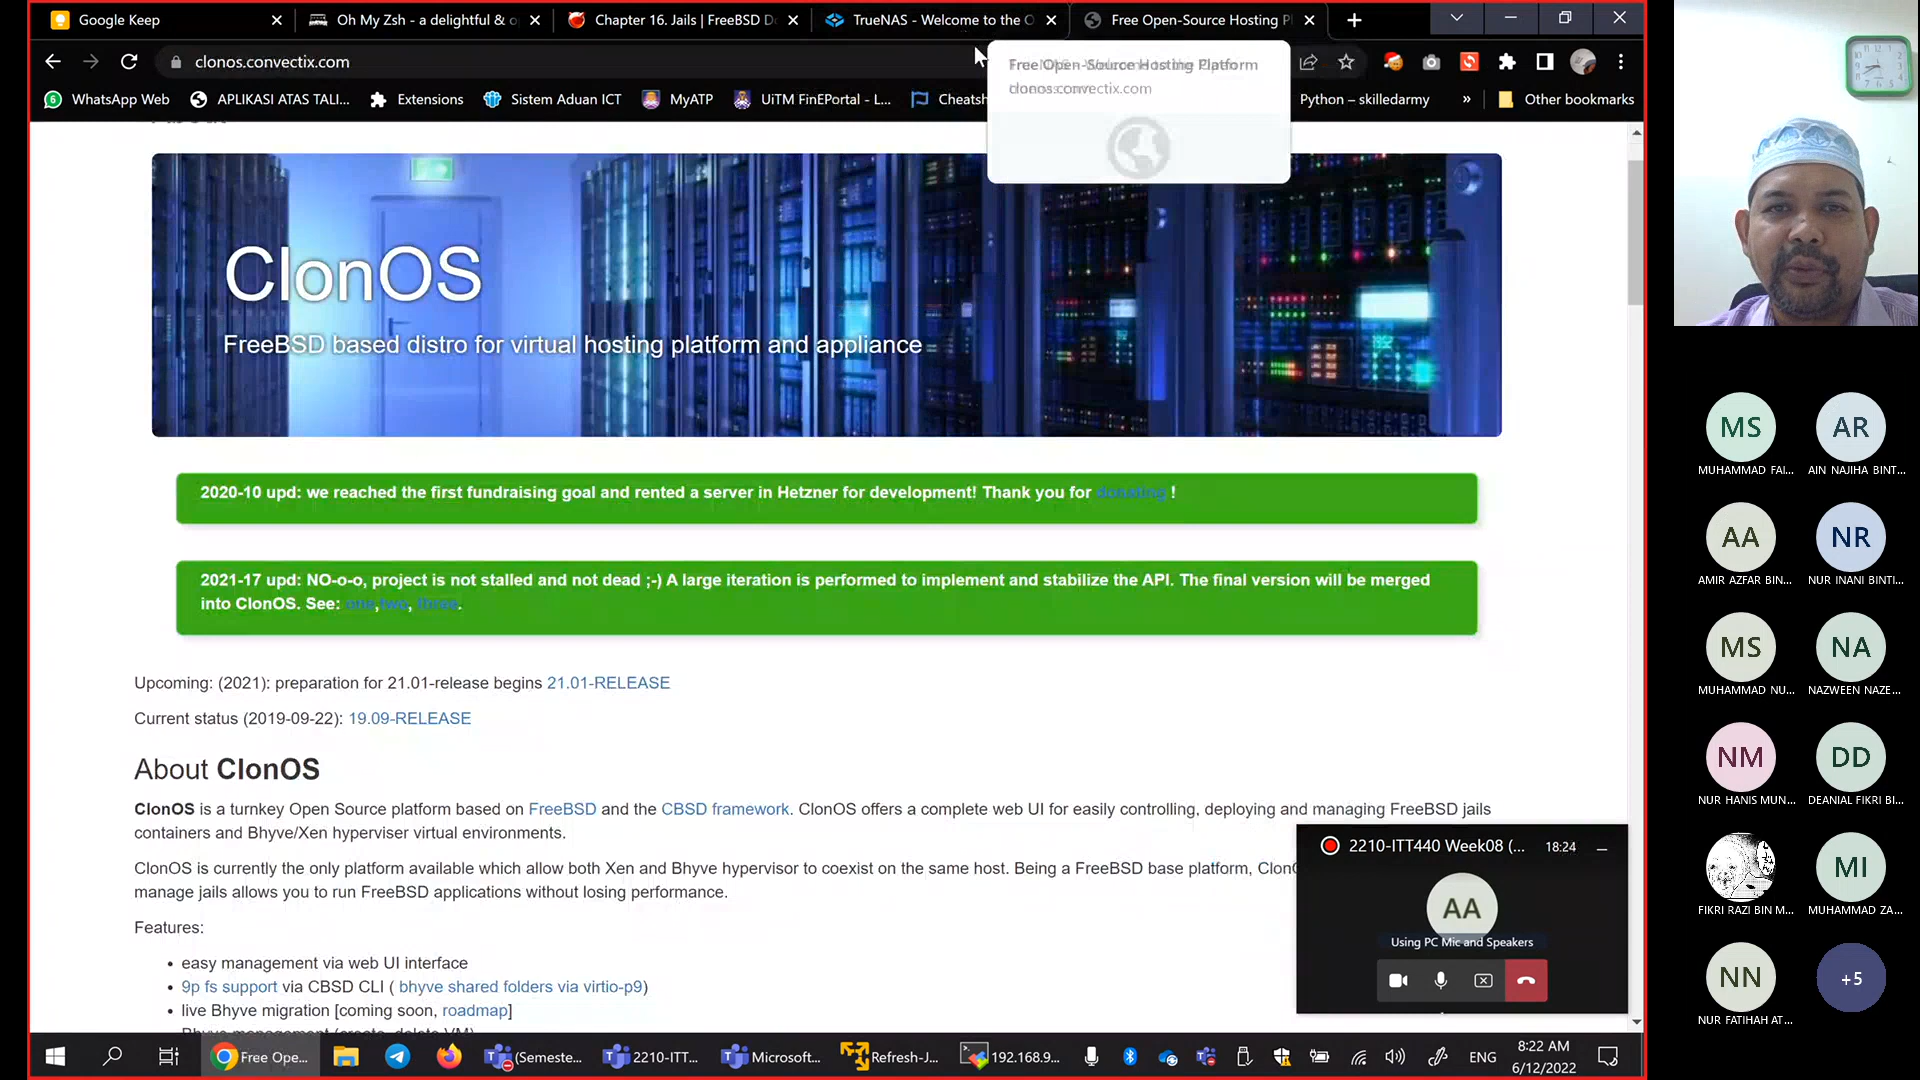 Google Keep
Oh My Zsh - a delightful & o
Chapter 16. Jails | FreeBSD D
TrueNAS - Welcome to the O
Free Open-Source Hosting P
clonos.convectix.com
Free Open-Source Hosting Platform
clonos.convectix.com
WhatsApp Web
APLIKASI ATAS TALI...
Extensions
Sistem Aduan ICT
MyATP
UiTM FinEPortal - L...
Cheatsh
Python – skilledarmy
»
Other bookmarks
ClonOS
FreeBSD based distro for virtual hosting platform and appliance
2020-10 upd: we reached the first fundraising goal and rented a server in Hetzner for development! Thank you for donating !
2021-17 upd: NO-o-o, project is not stalled and not dead ;-) A large iteration is performed to implement and stabilize the API. The final version will be merged
into ClonOS. See: one,two, three.
Upcoming: (2021): preparation for 21.01-release begins 21.01-RELEASE
Current status (2019-09-22): 19.09-RELEASE
About ClonOS
ClonOS is a turnkey Open Source platform based on FreeBSD and the CBSD framework. ClonOS offers a complete web UI for easily controlling, deploying and managing FreeBSD jails
containers and Bhyve/Xen hyperviser virtual environments.
ClonOS is currently the only platform available which allow both Xen and Bhyve hypervisor to coexist on the same host. Being a FreeBSD base platform, Clon
manage jails allows you to run FreeBSD applications without losing performance.
Features:
easy management via web UI interface
9p fs support via CBSD CLI ( bhyve shared folders via virtio-p9)
live Bhyve migration [coming soon, roadmap]
Bhyve management (create, delete VM)
2210-ITT440 Week08 (...
18:24
AA
Using PC Mic and Speakers
Free Ope...
(Semeste...
2210-ITT...
Microsoft...
Refresh-J...
192.168.9...
ENG
8:22 AM
6/12/2022
MS
MUHAMMAD FAI...
AR
AIN NAJIHA BINT...
AA
AMIR AZFAR BIN...
NR
NUR INANI BINTI...
MS
MUHAMMAD NU...
NA
NAZWEEN NAZE...
NM
NUR HANIS MUN...
DD
DEANIAL FIKRI BI...
FIKRI RAZI BIN M...
MI
MUHAMMAD ZA...
NN
NUR FATIHAH AT...
+5